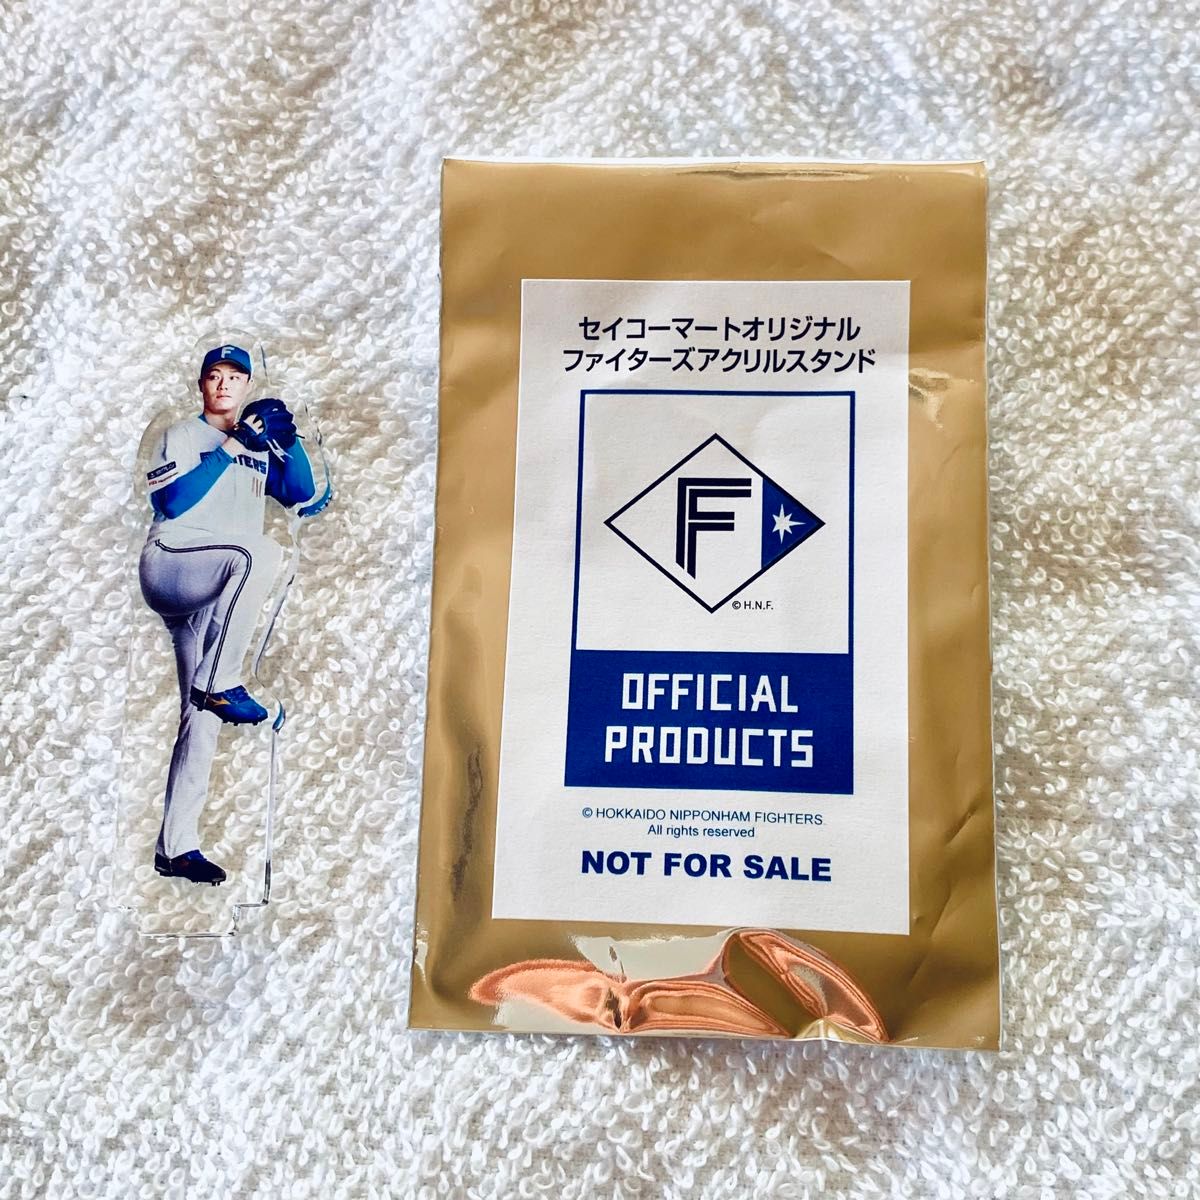 セイコーマートオリジナル
ファイターズアクリルスタンド
F
© H.N.F.
OFFICIAL
PRODUCTS
© HOKKAIDO NIPPONHAM FIGHTERS.
All rights reserved
NOT FOR SALE
F